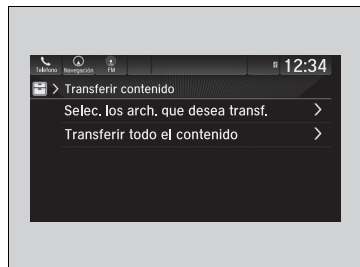 Teléfono Navegación FM 12:34
> Transferir contenido
Selec. los arch. que desea transf. >
Transferir todo el contenido >